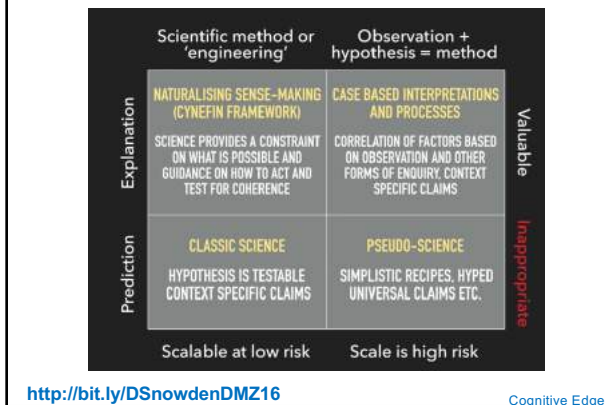 Scientific method or
'engineering'
Observation +
hypothesis = method
Explanation
NATURALISING SENSE-MAKING
(CYNEFIN FRAMEWORK)
SCIENCE PROVIDES A CONSTRAINT
ON WHAT IS POSSIBLE AND
GUIDANCE ON HOW TO ACT AND
TEST FOR COHERENCE
CASE BASED INTERPRETATIONS
AND PROCESSES
CORRELATION OF FACTORS BASED
ON OBSERVATION AND OTHER
FORMS OF ENQUIRY, CONTEXT
SPECIFIC CLAIMS
Valuable
Prediction
CLASSIC SCIENCE
HYPOTHESIS IS TESTABLE
CONTEXT SPECIFIC CLAIMS
PSEUDO-SCIENCE
SIMPLISTIC RECIPES, HYPED
UNIVERSAL CLAIMS ETC.
Inappropriate
Scalable at low risk
Scale is high risk
http://bit.ly/DSnowdenDMZ16
Cognitive Edge